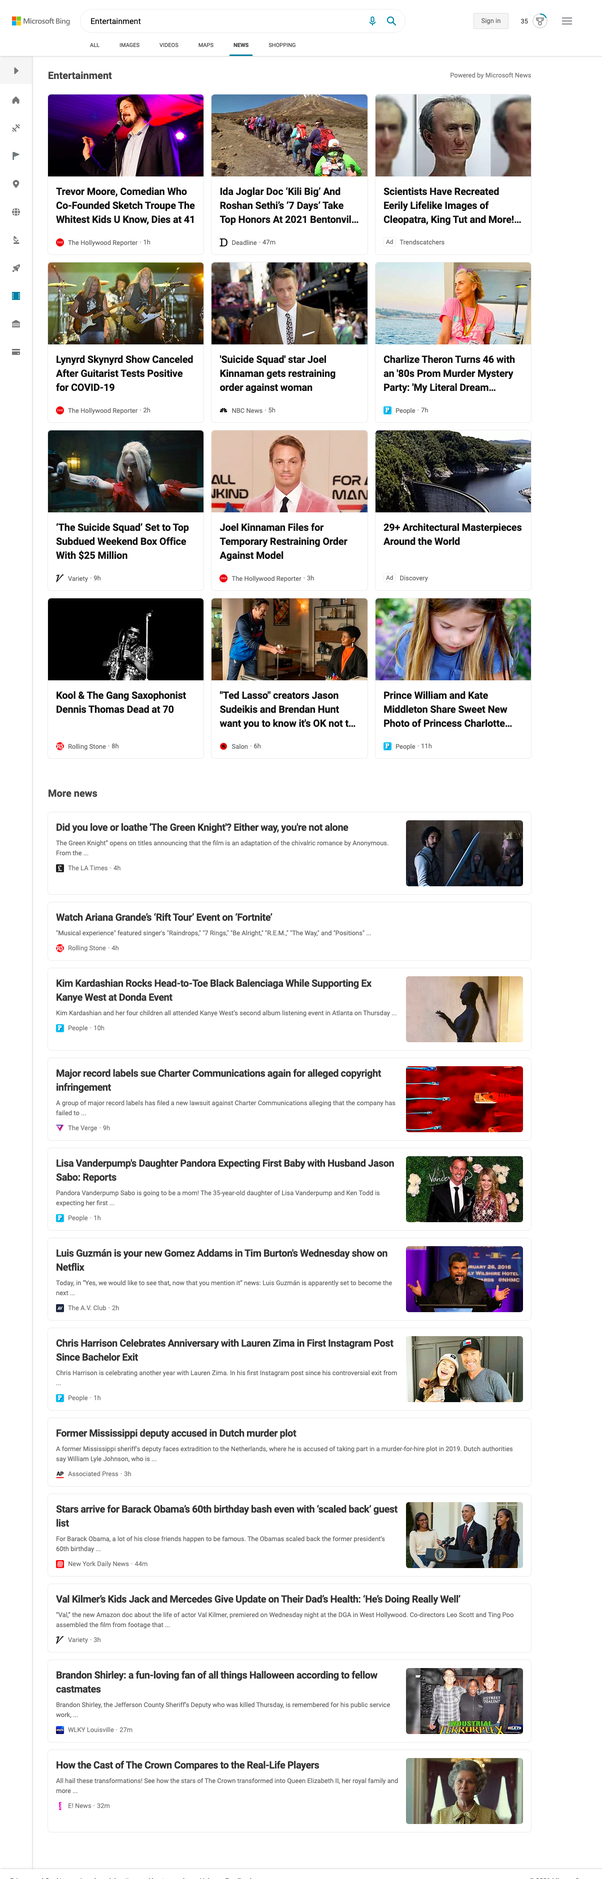 Microsoft Bing
Entertainment
Sign in
35
ALL
IMAGES
VIDEOS
MAPS
NEWS
SHOPPING
Entertainment
Powered by Microsoft News
Trevor Moore, Comedian Who
Co-Founded Sketch Troupe The
Whitest Kids U Know, Dies at 41
The Hollywood Reporter · 1h
Ida Joglar Doc ‘Kili Big’ And
Roshan Sethi’s ‘7 Days’ Take
Top Honors At 2021 Bentonvil...
Deadline · 47m
Scientists Have Recreated
Eerily Lifelike Images of
Cleopatra, King Tut and More!...
Ad Trendscatchers
Lynyrd Skynyrd Show Canceled
After Guitarist Tests Positive
for COVID-19
The Hollywood Reporter · 2h
'Suicide Squad' star Joel
Kinnaman gets restraining
order against woman
NBC News · 5h
Charlize Theron Turns 46 with
an '80s Prom Murder Mystery
Party: 'My Literal Dream...
People · 7h
‘The Suicide Squad’ Set to Top
Subdued Weekend Box Office
With $25 Million
Variety · 9h
ALL
KIND
FOR
MAN
Joel Kinnaman Files for
Temporary Restraining Order
Against Model
The Hollywood Reporter · 3h
29+ Architectural Masterpieces
Around the World
Ad Discovery
Kool & The Gang Saxophonist
Dennis Thomas Dead at 70
Rolling Stone · 8h
"Ted Lasso" creators Jason
Sudeikis and Brendan Hunt
want you to know it's OK not t...
Salon · 6h
Prince William and Kate
Middleton Share Sweet New
Photo of Princess Charlotte...
People · 11h
More news
Did you love or loathe 'The Green Knight'? Either way, you're not alone
The Green Knight” opens on titles announcing that the film is an adaptation of the chivalric romance by Anonymous.
From the ...
The LA Times · 4h
Watch Ariana Grande’s ‘Rift Tour’ Event on ‘Fortnite’
"Musical experience" featured singer's "Raindrops," "7 Rings," "Be Alright," "R.E.M.," "The Way," and "Positions" ...
Rolling Stone · 4h
Kim Kardashian Rocks Head-to-Toe Black Balenciaga While Supporting Ex
Kanye West at Donda Event
Kim Kardashian and her four children all attended Kanye West's second album listening event in Atlanta on Thursday ...
People · 10h
Major record labels sue Charter Communications again for alleged copyright
infringement
A group of major record labels has filed a new lawsuit against Charter Communications alleging that the company has
failed to ...
The Verge · 9h
Lisa Vanderpump's Daughter Pandora Expecting First Baby with Husband Jason
Sabo: Reports
Pandora Vanderpump Sabo is going to be a mom! The 35-year-old daughter of Lisa Vanderpump and Ken Todd is
expecting her first ...
People · 1h
Luis Guzmán is your new Gomez Addams in Tim Burton's Wednesday show on
Netflix
Today, in “Yes, we would like to see that, now that you mention it” news: Luis Guzmán is apparently set to become the
next ...
The A.V. Club · 2h
Chris Harrison Celebrates Anniversary with Lauren Zima in First Instagram Post
Since Bachelor Exit
Chris Harrison is celebrating another year with Lauren Zima. In his first Instagram post since his controversial exit from
...
People · 1h
Former Mississippi deputy accused in Dutch murder plot
A former Mississippi sheriff's deputy faces extradition to the Netherlands, where he is accused of taking part in a murder-for-hire plot in 2019. Dutch authorities
say William Lyle Johnson, who is ...
AP Associated Press · 3h
Stars arrive for Barack Obama’s 60th birthday bash even with ‘scaled back’ guest
list
For Barack Obama, a lot of his close friends happen to be famous. The Obamas scaled back the former president’s
60th birthday ...
New York Daily News · 44m
Val Kilmer’s Kids Jack and Mercedes Give Update on Their Dad’s Health: ‘He’s Doing Really Well’
“Val,” the new Amazon doc about the life of actor Val Kilmer, premiered on Wednesday night at the DGA in West Hollywood. Co-directors Leo Scott and Ting Poo
assembled the film from footage that ...
Variety · 3h
Brandon Shirley: a fun-loving fan of all things Halloween according to fellow
castmates
Brandon Shirley, the Jefferson County Sheriff's Deputy who was killed Thursday, is remembered for his public service
work, ...
WLKY Louisville · 27m
How the Cast of The Crown Compares to the Real-Life Players
All hail these transformations! See how the stars of The Crown transformed into Queen Elizabeth II, her royal family and
more ...
E! News · 32m